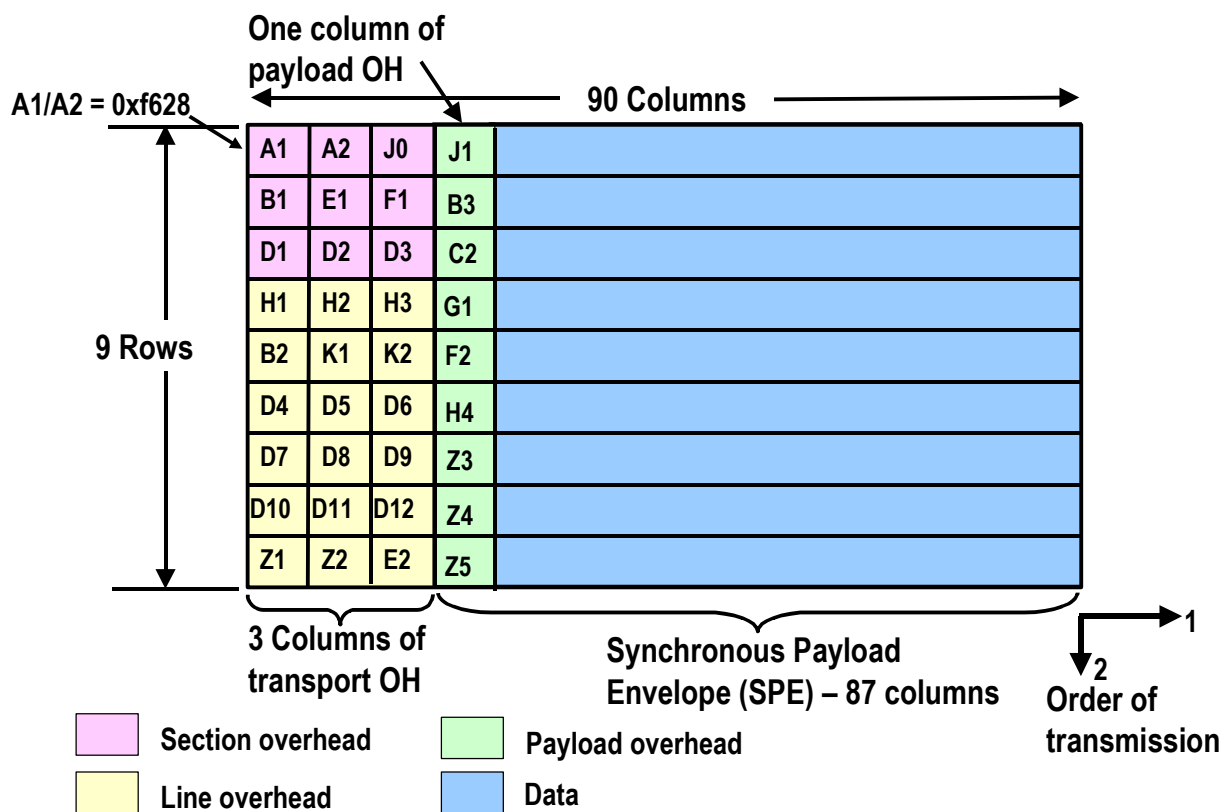 One column of
payload OH
A1/A2 = 0xf628
90 Columns
A1 A2 J0 J1
B1 E1 F1 B3
D1 D2 D3 C2
H1 H2 H3 G1
9 Rows
B2 K1 K2 F2
D4 D5 D6 H4
D7 D8 D9 Z3
D10 D11 D12 Z4
Z1 Z2 E2 Z5
3 Columns of
transport OH
Synchronous Payload
Envelope (SPE) – 87 columns
1
2
Order of
transmission
Section overhead
Payload overhead
Line overhead
Data